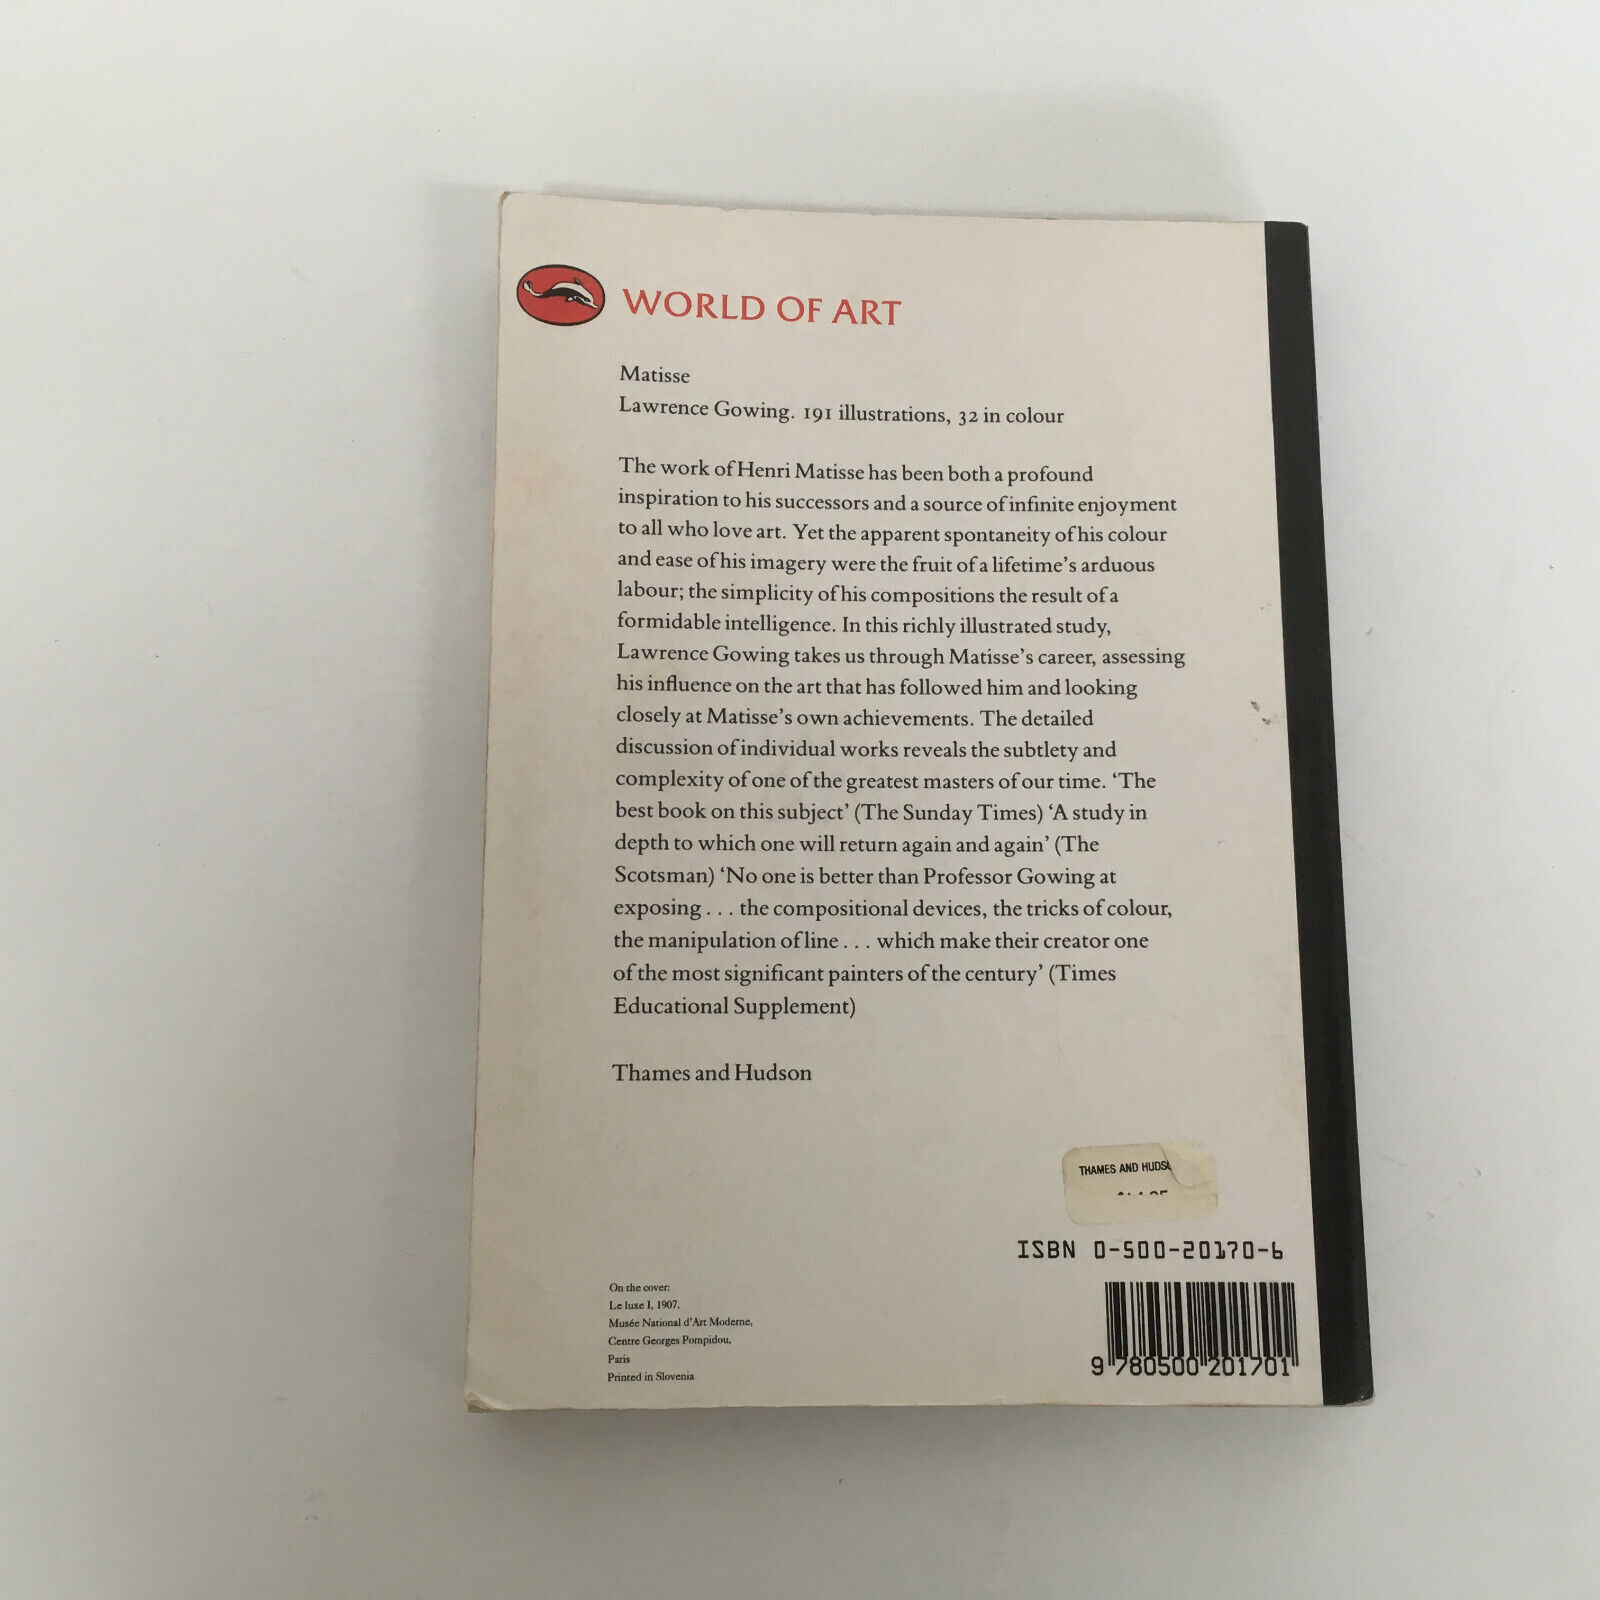 WORLD OF ART
Matisse
Lawrence Gowing. 191 illustrations, 32 in colour
The work of Henri Matisse has been both a profound
inspiration to his successors and a source of infinite enjoyment
to all who love art. Yet the apparent spontaneity of his colour
and ease of his imagery were the fruit of a lifetime's arduous
labour; the simplicity of his compositions the result of a
formidable intelligence. In this richly illustrated study,
Lawrence Gowing takes us through Matisse's career, assessing
his influence on the art that has followed him and looking
closely at Matisse's own achievements. The detailed
discussion of individual works reveals the subtlety and
complexity of one of the greatest masters of our time. ‘The
best book on this subject’ (The Sunday Times) ‘A study in
depth to which one will return again and again’ (The
Scotsman) ‘No one is better than Professor Gowing at
exposing . . . the compositional devices, the tricks of colour,
the manipulation of line . . . which make their creator one
of the most significant painters of the century’ (Times
Educational Supplement)
Thames and Hudson
THAMES AND
ISBN 0-500-20170-6
On the cover:
Le luxe I, 1907,
Musée National d'Art Moderne,
Centre Georges Pompidou,
Paris
Printed in Slovenia
9 780500 201701